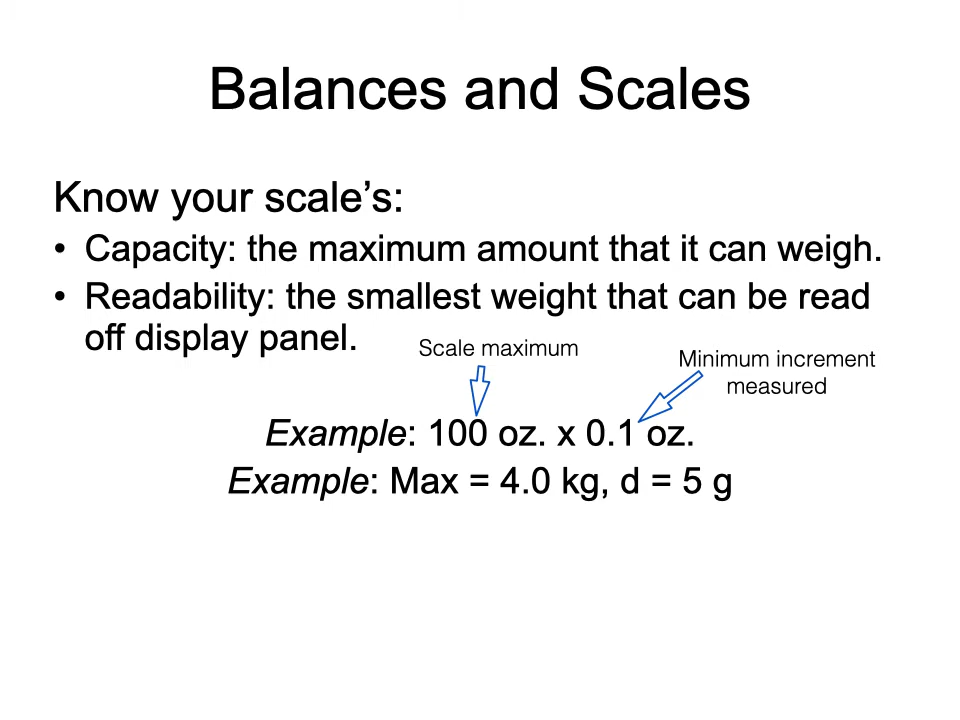 Balances and Scales
Know your scale’s:
• Capacity: the maximum amount that it can weigh.
• Readability: the smallest weight that can be read
off display panel.
Scale maximum
Minimum increment
measured
Example: 100 oz. x 0.1 oz.
Example: Max = 4.0 kg, d = 5 g